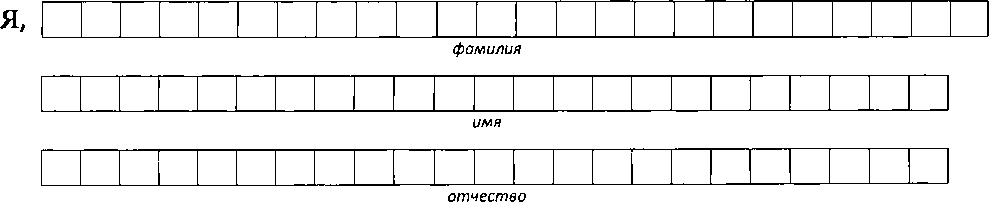 Я,
фамилия
имя
отчество